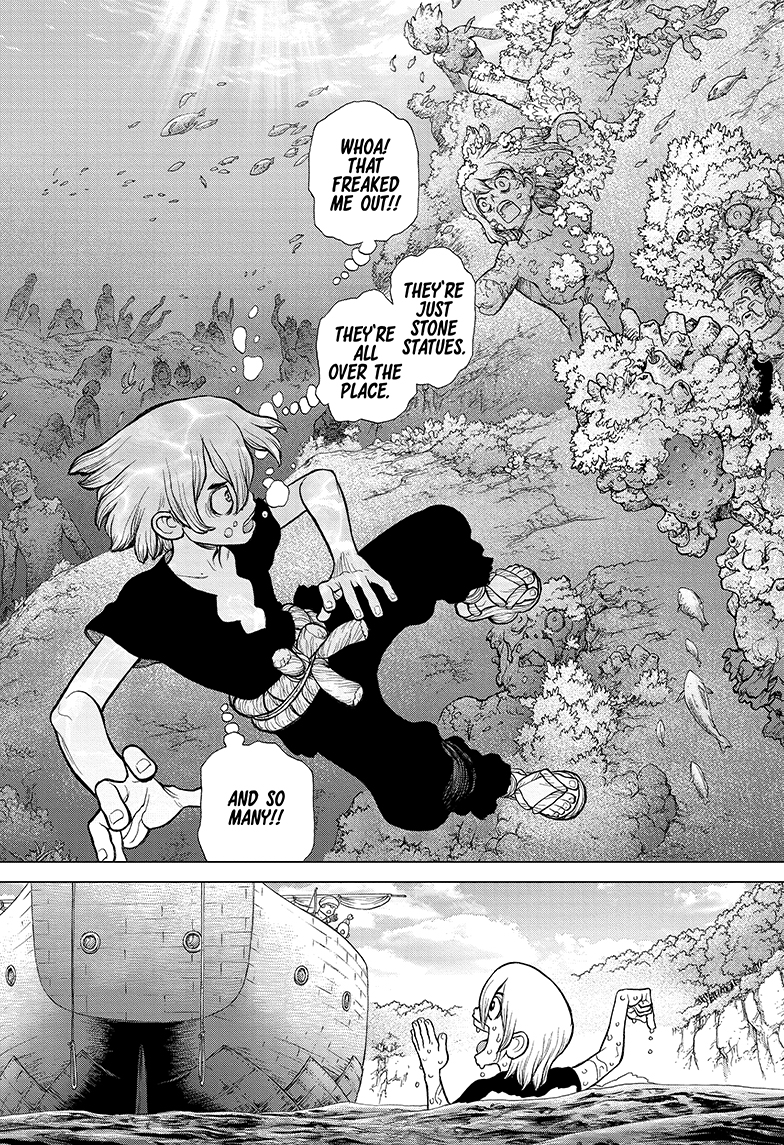 WHOA!
THAT
FREAKED
ME OUT!!
THEY'RE
JUST
STONE
STATUES.
THEY'RE
ALL
OVER THE
PLACE.
AND SO
MANY!!